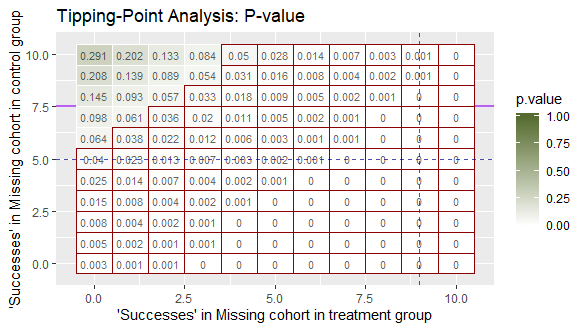 Tipping-Point Analysis: P-value
'Successes' in Missing cohort in control group
10.0 0.291 0.202 0.133 0.084 0.05 0.028 0.014 0.007 0.003 0.001 0
0.208 0.139 0.089 0.054 0.031 0.016 0.008 0.004 0.002 0.001 0
0.145 0.093 0.057 0.033 0.018 0.009 0.005 0.002 0.001 0 0
7.5
0.098 0.061 0.036 0.02 0.011 0.005 0.002 0.001 0 0 0
0.064 0.038 0.022 0.012 0.006 0.003 0.001 0.001 0 0 0
5.0 0.04 0.023 0.013 0.007 0.003 0.002 0.001 0 0 0 0
0.025 0.014 0.007 0.004 0.002 0.001 0 0 0 0 0
0.015 0.008 0.004 0.002 0.001 0 0 0 0 0 0
2.5
0.008 0.004 0.002 0.001 0 0 0 0 0 0 0
0.005 0.002 0.001 0.001 0 0 0 0 0 0 0
0.0 0.003 0.001 0.001 0 0 0 0 0 0 0 0
0.0 2.5 5.0 7.5 10.0
'Successes' in Missing cohort in treatment group
p.value
1.00
0.75
0.50
0.25
0.00